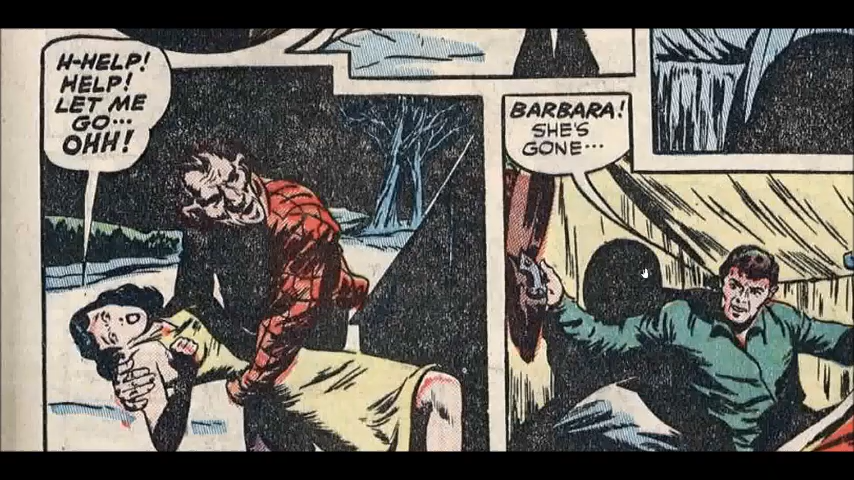 H-HELP!
HELP!
LET ME
GO...
OHH!
BARBARA!
SHE'S
GONE...